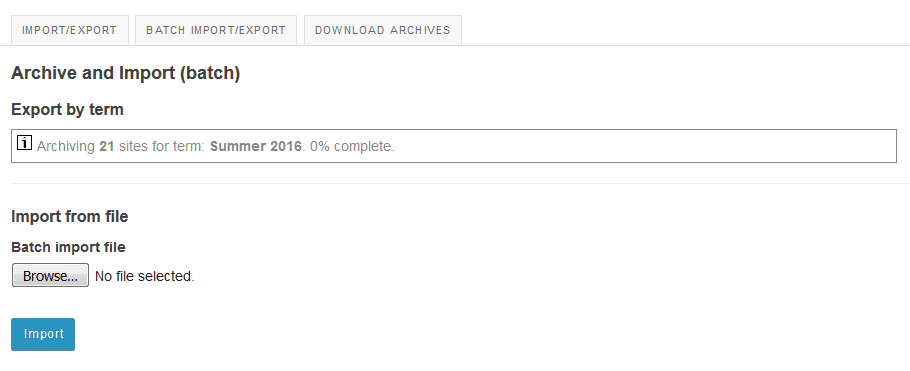 IMPORT/EXPORT BATCH IMPORT/EXPORT DOWNLOAD ARCHIVES
Archive and Import (batch)
Export by term
i Archiving 21 sites for term: Summer 2016. 0% complete.
Import from file
Batch import file
Browse... No file selected.
Import